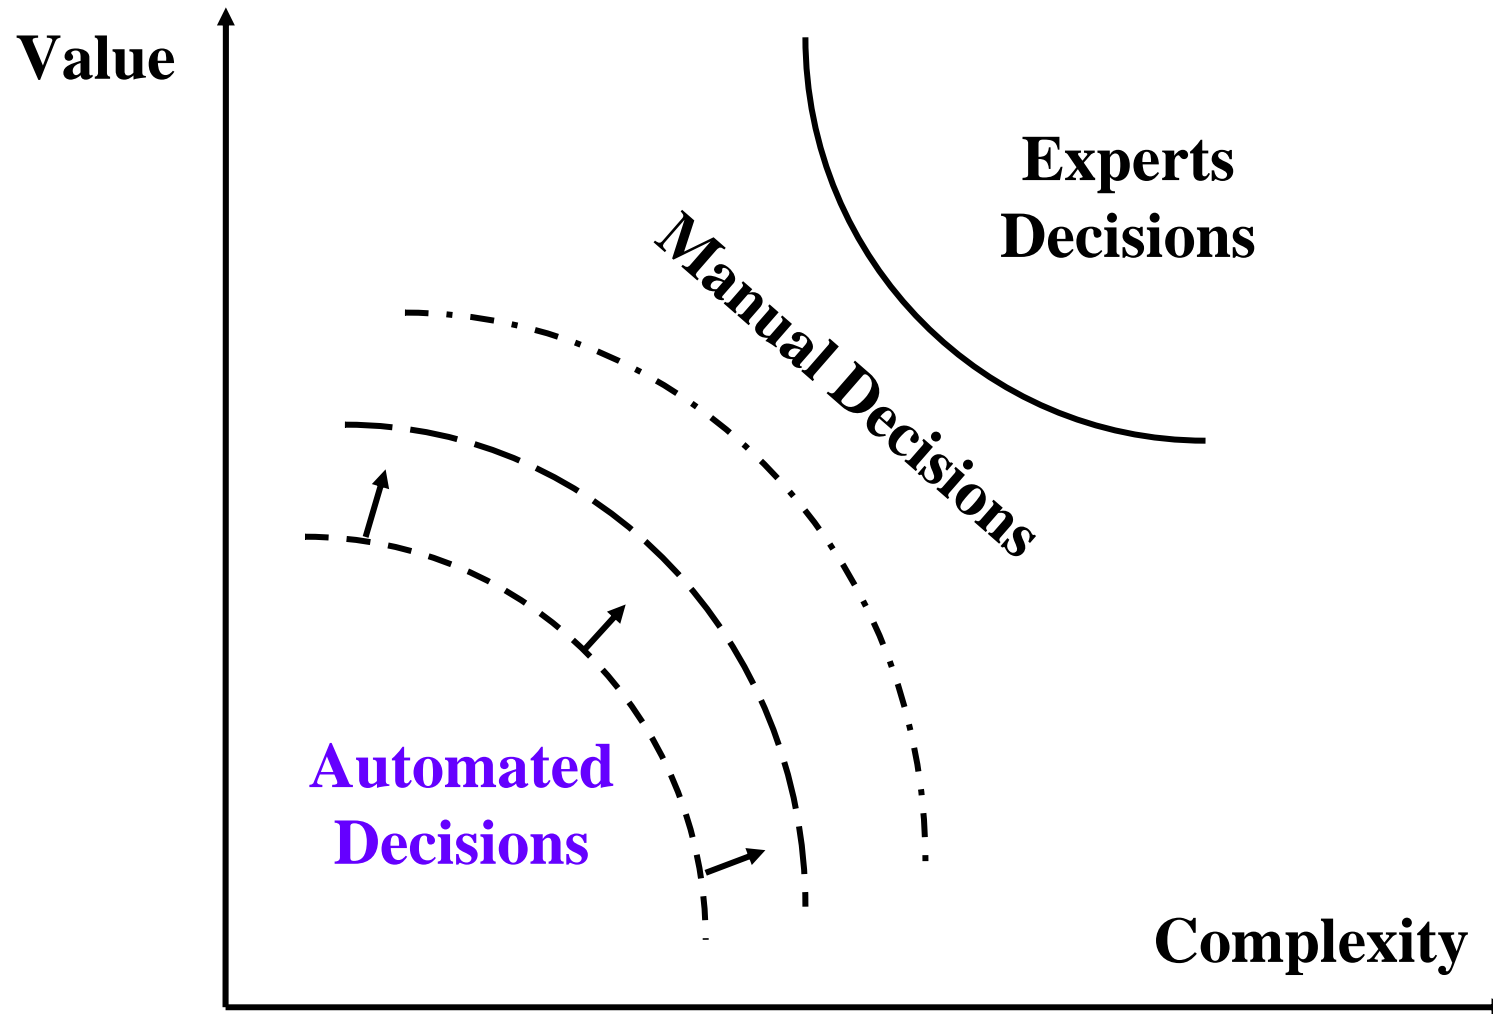 Value
Experts
Decisions
Manual Decisions
Automated
Decisions
Complexity